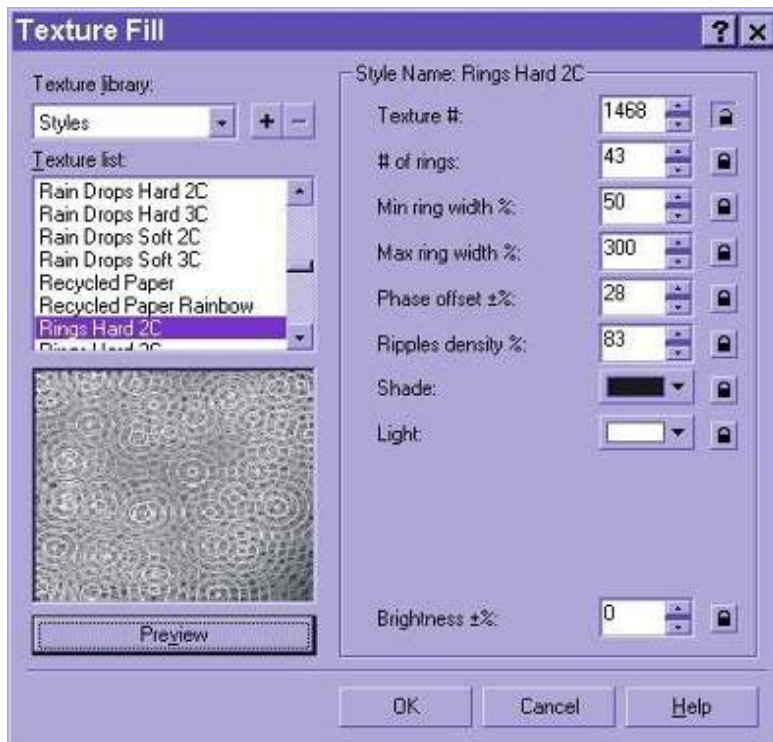 Texture Fill
Texture library:
Styles
Texture list:
Rain Drops Hard 2C
Rain Drops Hard 3C
Rain Drops Soft 2C
Rain Drops Soft 3C
Recycled Paper
Recycled Paper Rainbow
Rings Hard 2C
Preview
Style Name: Rings Hard 2C
Texture #: 1468
# of rings: 43
Min ring width %: 50
Max ring width %: 300
Phase offset ±%: 28
Ripples density %: 83
Shade:
Light:
Brightness ±%: 0
OK Cancel Help